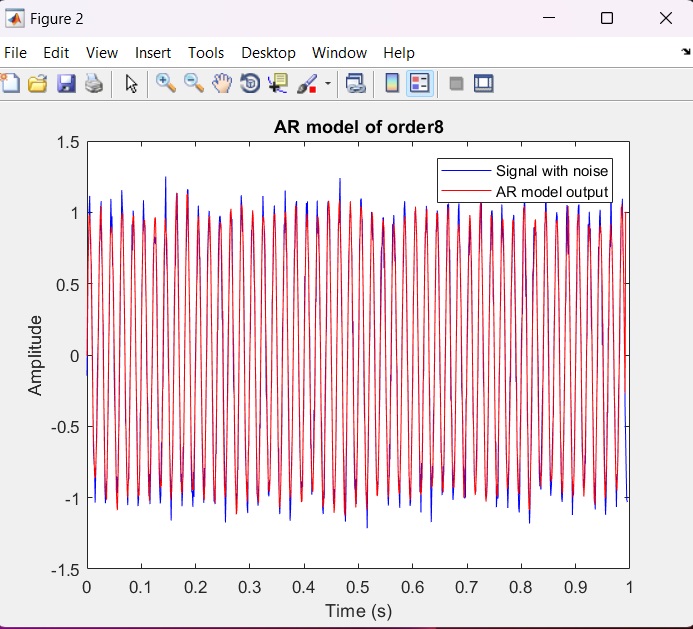 Figure 2
File Edit View Insert Tools Desktop Window Help
AR model of order8
Signal with noise
AR model output
1.5
1
0.5
0
-0.5
-1
-1.5
Amplitude
0 0.1 0.2 0.3 0.4 0.5 0.6 0.7 0.8 0.9 1
Time (s)